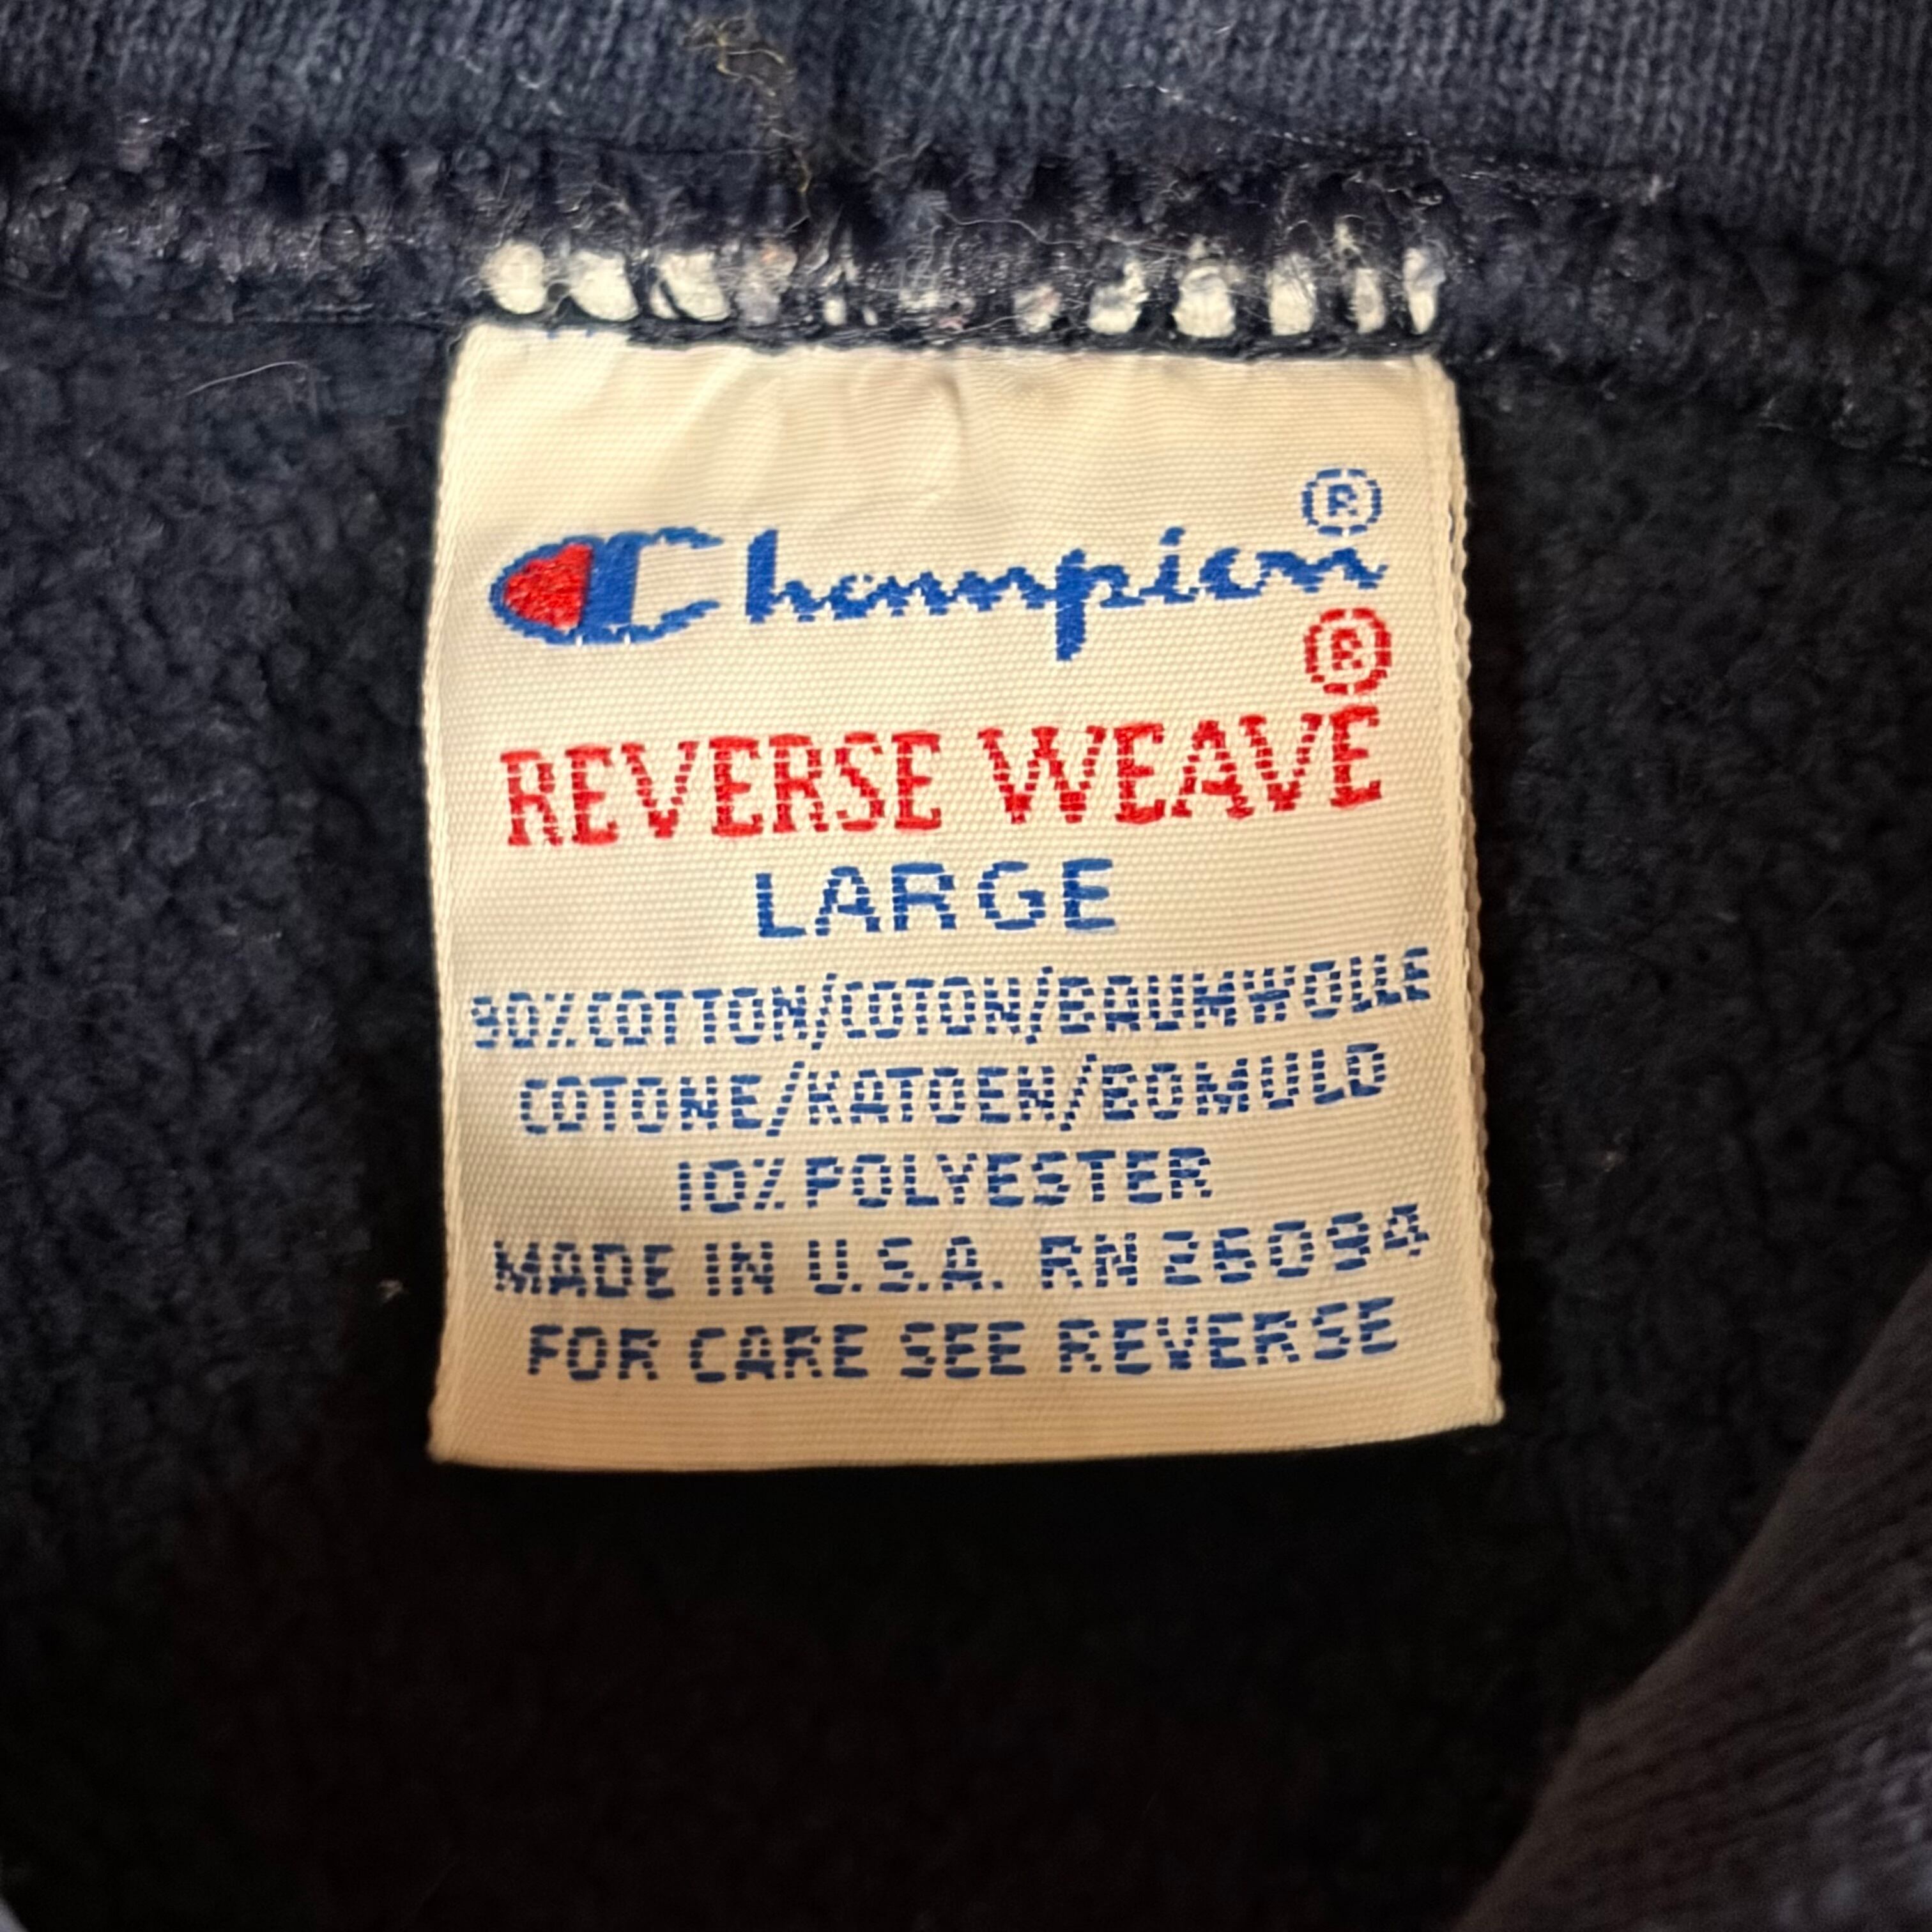 Champion®
REVERSE WEAVE®
LARGE
90% COTTON/COTON/BAUMWOLLE
COTONE/KATOEN/BOMULD
10% POLYESTER
MADE IN U.S.A. RN 26094
FOR CARE SEE REVERSE